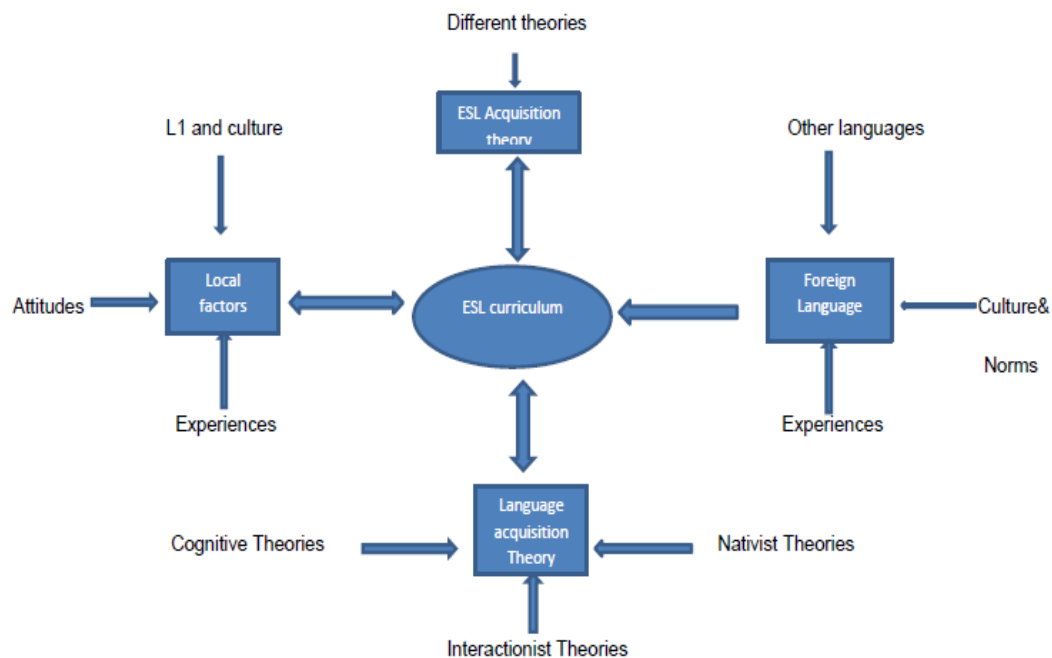 Different theories
ESL Acquisition
theory
L1 and culture
Other languages
Local
factors
Foreign
Language
ESL curriculum
Attitudes
Culture&
Norms
Experiences
Experiences
Language
acquisition
Theory
Cognitive Theories
Nativist Theories
Interactionist Theories